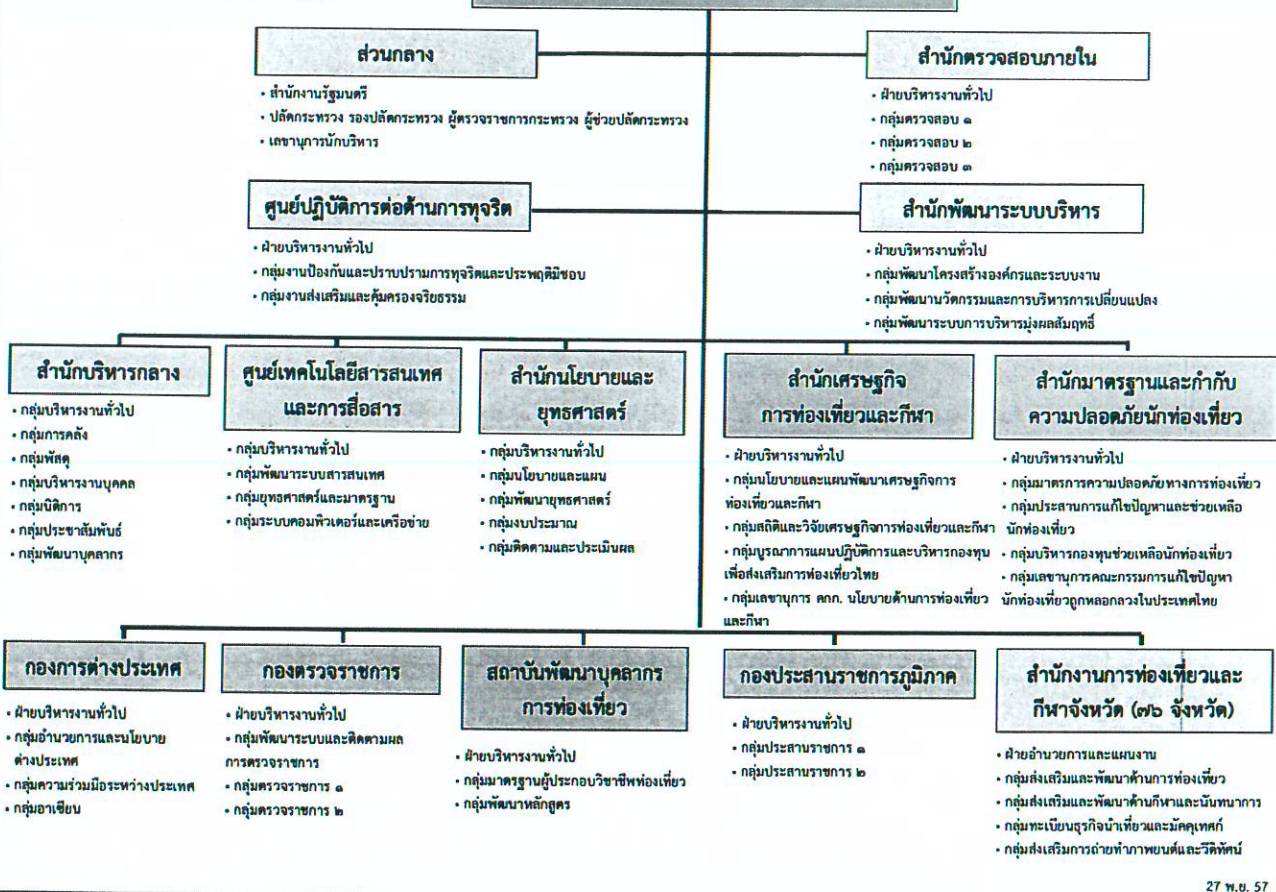 ส่วนกลาง
• สำนักงานรัฐมนตรี
• ปลัดกระทรวง รองปลัดกระทรวง ผู้ตรวจราชการกระทรวง ผู้ช่วยปลัดกระทรวง
• เลขานุการนักบริหาร
สำนักตรวจสอบภายใน
• ฝ่ายบริหารงานทั่วไป
• กลุ่มตรวจสอบ ๑
• กลุ่มตรวจสอบ ๒
• กลุ่มตรวจสอบ ๓
ศูนย์ปฏิบัติการต่อต้านการทุจริต
• ฝ่ายบริหารงานทั่วไป
• กลุ่มงานป้องกันและปราบปรามการทุจริตและประพฤติมิชอบ
• กลุ่มงานส่งเสริมและคุ้มครองจริยธรรม
สำนักพัฒนาระบบบริหาร
• ฝ่ายบริหารงานทั่วไป
• กลุ่มพัฒนาโครงสร้างองค์กรและระบบงาน
• กลุ่มพัฒนานวัตกรรมและการบริหารการเปลี่ยนแปลง
• กลุ่มพัฒนาระบบการบริหารมุ่งผลสัมฤทธิ์
สำนักบริหารกลาง
• กลุ่มบริหารงานทั่วไป
• กลุ่มการคลัง
• กลุ่มพัสดุ
• กลุ่มบริหารงานบุคคล
• กลุ่มนิติการ
• กลุ่มประชาสัมพันธ์
• กลุ่มพัฒนาบุคลากร
ศูนย์เทคโนโลยีสารสนเทศ
และการสื่อสาร
• กลุ่มบริหารงานทั่วไป
• กลุ่มพัฒนาระบบสารสนเทศ
• กลุ่มยุทธศาสตร์และมาตรฐาน
• กลุ่มระบบคอมพิวเตอร์และเครือข่าย
สำนักนโยบายและ
ยุทธศาสตร์
• กลุ่มบริหารงานทั่วไป
• กลุ่มนโยบายและแผน
• กลุ่มพัฒนายุทธศาสตร์
• กลุ่มงบประมาณ
• กลุ่มติดตามและประเมินผล
สำนักเศรษฐกิจ
การท่องเที่ยวและกีฬา
• ฝ่ายบริหารงานทั่วไป
• กลุ่มนโยบายและแผนพัฒนาเศรษฐกิจการ
ท่องเที่ยวและกีฬา
• กลุ่มสถิติและวิจัยเศรษฐกิจการท่องเที่ยวและกีฬา
• กลุ่มบูรณาการแผนปฏิบัติการและบริหารกองทุน
เพื่อส่งเสริมการท่องเที่ยวไทย
• กลุ่มเลขานุการ คกก. นโยบายด้านการท่องเที่ยว
และกีฬา
สำนักมาตรฐานและกำกับ
ความปลอดภัยนักท่องเที่ยว
• ฝ่ายบริหารงานทั่วไป
• กลุ่มมาตรการความปลอดภัยทางการท่องเที่ยว
• กลุ่มประสานการแก้ไขปัญหาและช่วยเหลือ
นักท่องเที่ยว
• กลุ่มบริหารกองทุนช่วยเหลือนักท่องเที่ยว
• กลุ่มเลขานุการคณะกรรมการแก้ไขปัญหา
นักท่องเที่ยวถูกหลอกลวงในประเทศไทย
กองการต่างประเทศ
• ฝ่ายบริหารงานทั่วไป
• กลุ่มอำนวยการและนโยบาย
ต่างประเทศ
• กลุ่มความร่วมมือระหว่างประเทศ
• กลุ่มอาเซียน
กองตรวจราชการ
• ฝ่ายบริหารงานทั่วไป
• กลุ่มพัฒนาระบบและติดตามผล
การตรวจราชการ
• กลุ่มตรวจราชการ ๑
• กลุ่มตรวจราชการ ๒
สถาบันพัฒนาบุคลากร
การท่องเที่ยว
• ฝ่ายบริหารงานทั่วไป
• กลุ่มมาตรฐานผู้ประกอบวิชาชีพท่องเที่ยว
• กลุ่มพัฒนาหลักสูตร
กองประสานราชการภูมิภาค
• ฝ่ายบริหารงานทั่วไป
• กลุ่มประสานราชการ ๑
• กลุ่มประสานราชการ ๒
สำนักงานการท่องเที่ยวและ
กีฬาจังหวัด (๗๖ จังหวัด)
• ฝ่ายอำนวยการและแผนงาน
• กลุ่มส่งเสริมและพัฒนาด้านการท่องเที่ยว
• กลุ่มส่งเสริมและพัฒนาด้านกีฬาและนันทนาการ
• กลุ่มทะเบียนธุรกิจนำเที่ยวและมัคคุเทศก์
• กลุ่มส่งเสริมการถ่ายทำภาพยนต์และวีดิทัศน์
27 พ.ย. 57